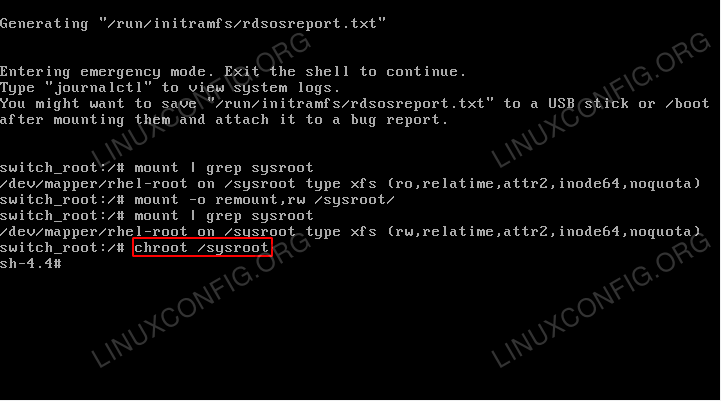 Generating "/run/initramfs/rdsosreport.txt"
Entering emergency mode. Exit the shell to continue.
Type "journalctl" to view system logs.
You might want to save "/run/initramfs/rdsosreport.txt" to a USB stick or /boot
after mounting them and attach it to a bug report.
switch_root:/# mount | grep sysroot
/dev/mapper/rhel-root on /sysroot type xfs (ro,relatime,attr2,inode64,noquota)
switch_root:/# mount -o remount,rw /sysroot/
switch_root:/# mount | grep sysroot
/dev/mapper/rhel-root on /sysroot type xfs (rw,relatime,attr2,inode64,noquota)
switch_root:/# chroot /sysroot
sh-4.4#
LINUXCONFIG.ORG
LINUXCONFIG.ORG
LINUXCONFIG.ORG
LINUXCONFIG.ORG